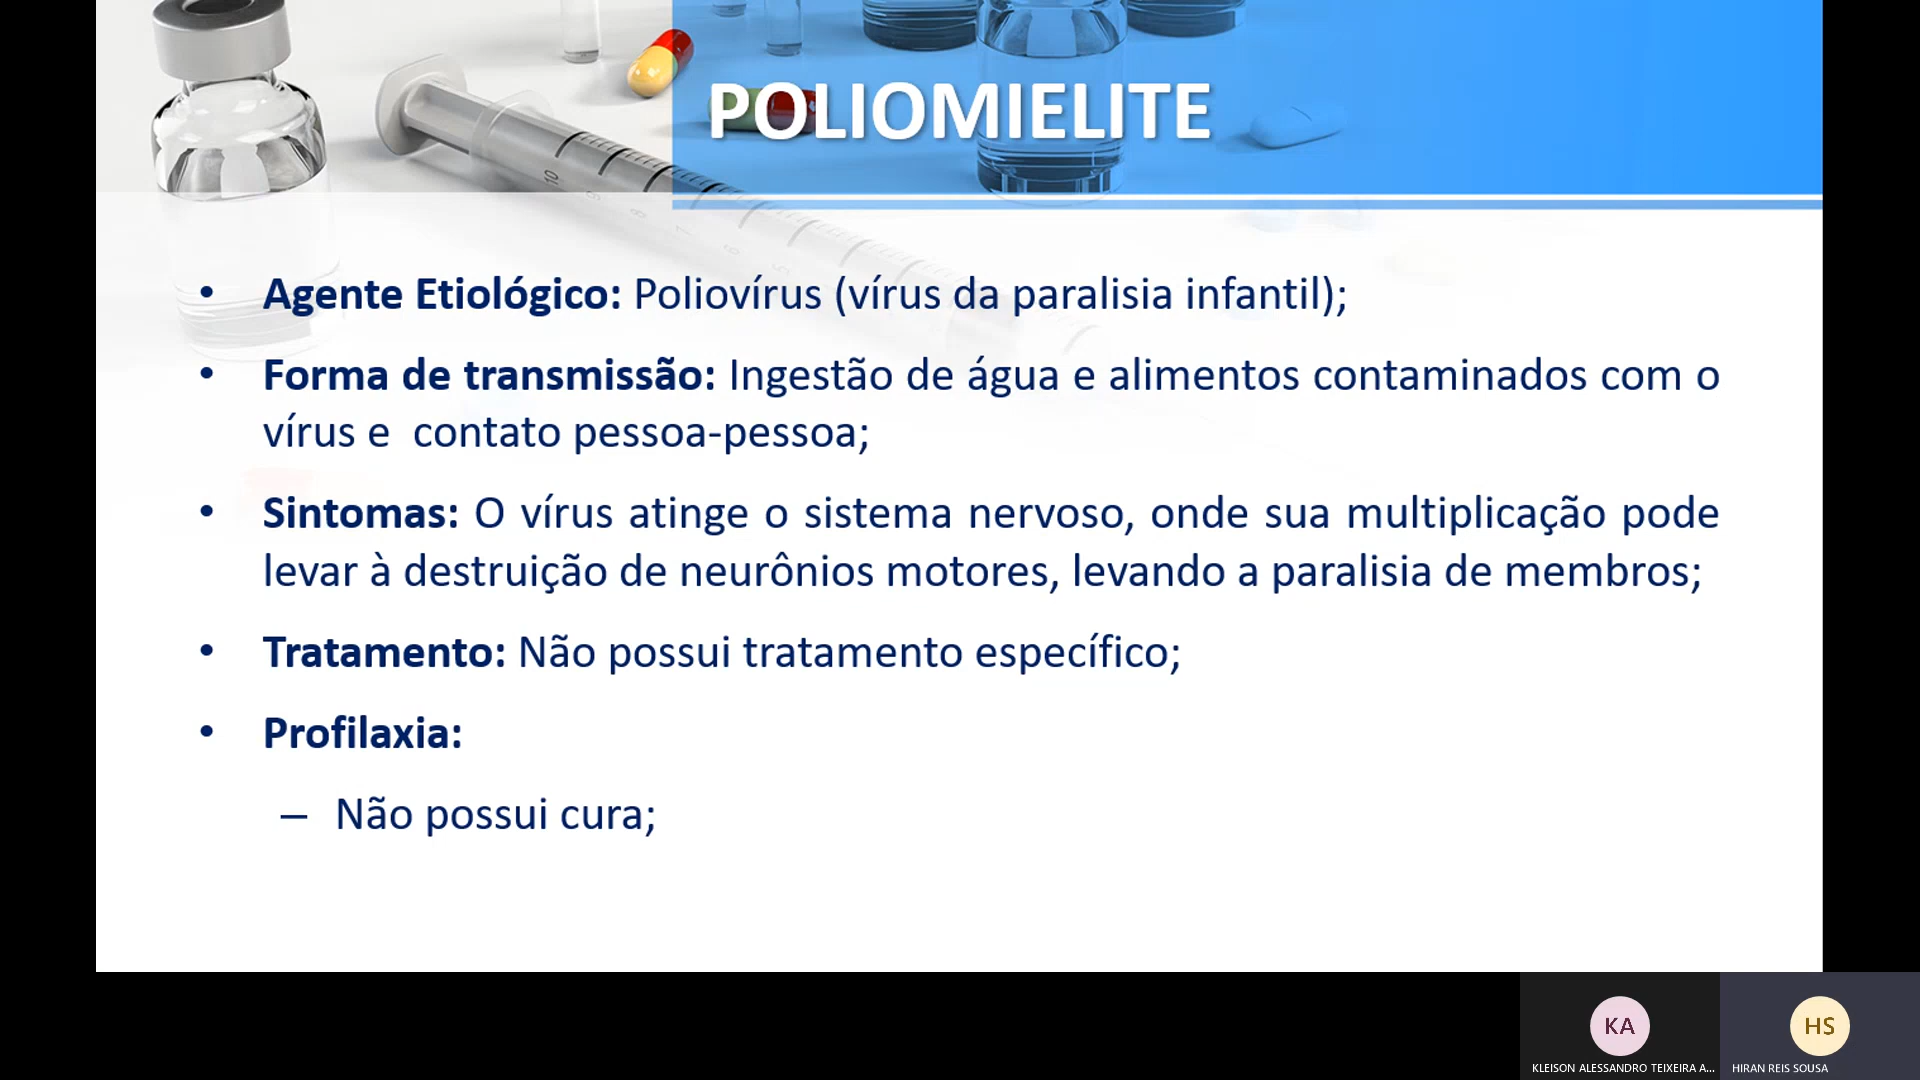 POLIOMIELITE
• Agente Etiológico: Poliovírus (vírus da paralisia infantil);
• Forma de transmissão: Ingestão de água e alimentos contaminados com o
vírus e  contato pessoa-pessoa;
• Sintomas: O vírus atinge o sistema nervoso, onde sua multiplicação pode
levar à destruição de neurônios motores, levando a paralisia de membros;
• Tratamento: Não possui tratamento específico;
• Profilaxia:
– Não possui cura;
KA
HS
KLEISON ALESSANDRO TEIXEIRA A...
HIRAN REIS SOUSA